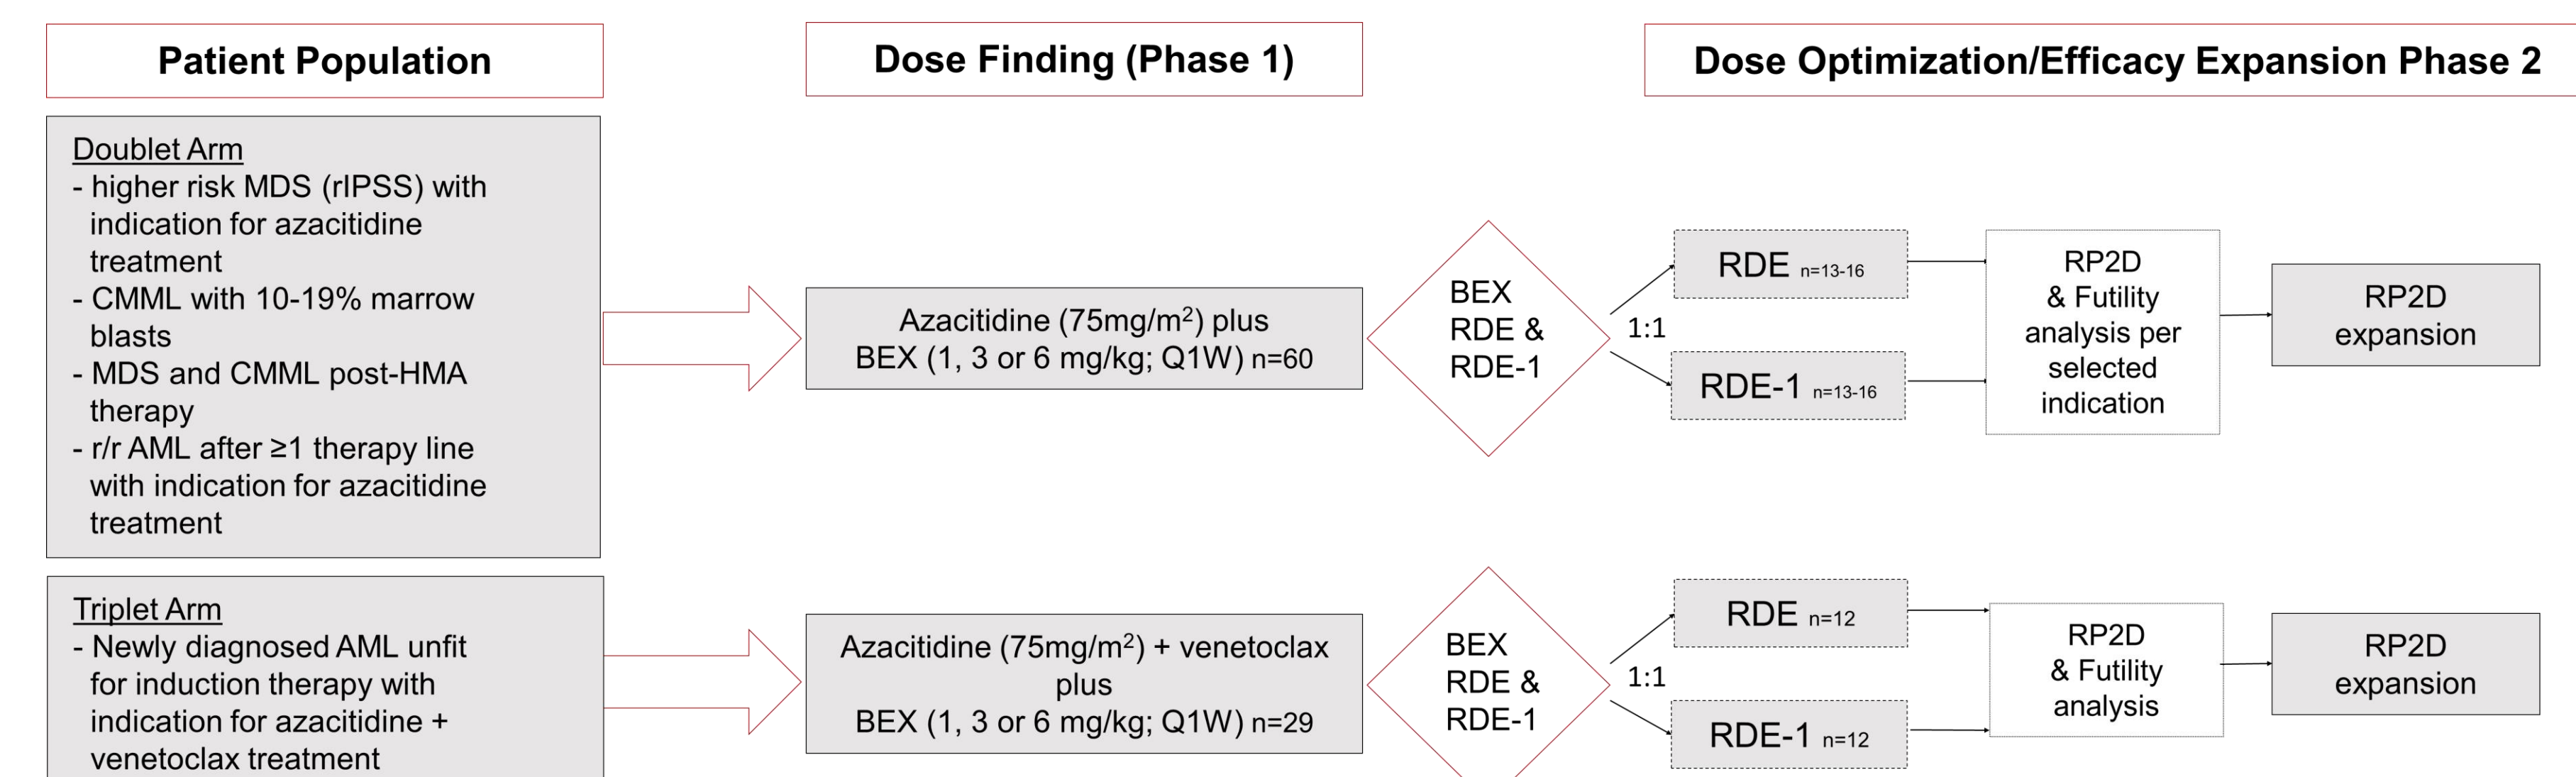 Patient Population
Dose Finding (Phase 1)
Dose Optimization/Efficacy Expansion Phase 2
Doublet Arm
- higher risk MDS (rIPSS) with
indication for azacitidine
treatment
- CMML with 10-19% marrow
blasts
- MDS and CMML post-HMA
therapy
- r/r AML after ≥1 therapy line
with indication for azacitidine
treatment
Azacitidine (75mg/m²) plus
BEX (1, 3 or 6 mg/kg; Q1W) n=60
BEX
RDE &
RDE-1
1:1
RDE n=13-16
RDE-1 n=13-16
RP2D
& Futility
analysis per
selected
indication
RP2D
expansion
Triplet Arm
- Newly diagnosed AML unfit
for induction therapy with
indication for azacitidine +
venetoclax treatment
Azacitidine (75mg/m²) + venetoclax
plus
BEX (1, 3 or 6 mg/kg; Q1W) n=29
BEX
RDE &
RDE-1
1:1
RDE n=12
RDE-1 n=12
RP2D
& Futility
analysis
RP2D
expansion